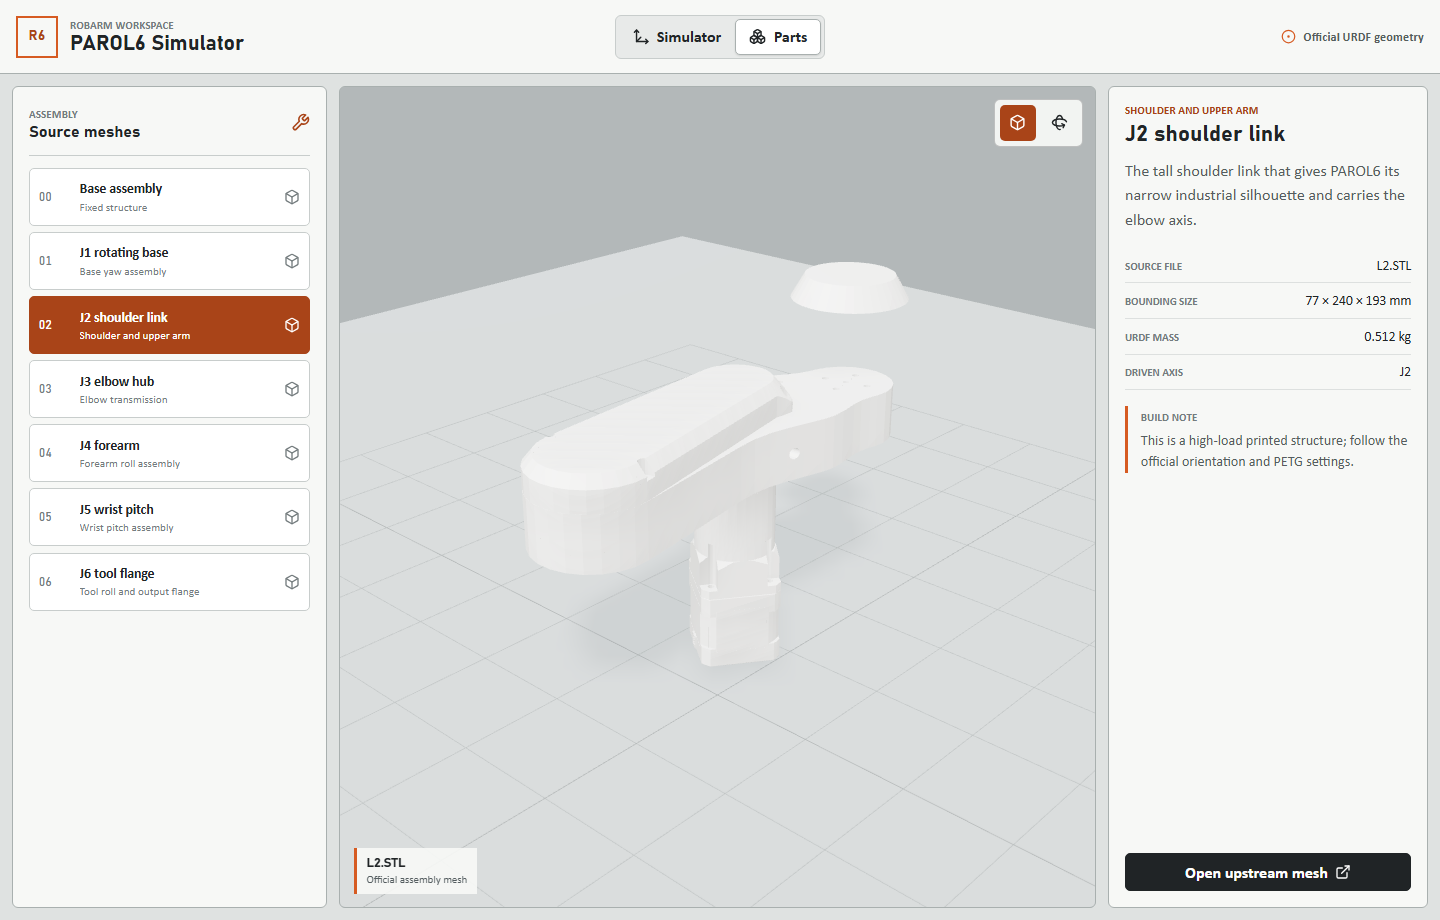 R6
ROBARM WORKSPACE
PAROL6 Simulator
Simulator
Parts
Official URDF geometry
ASSEMBLY
Source meshes
00
Base assembly
Fixed structure
01
J1 rotating base
Base yaw assembly
02
J2 shoulder link
Shoulder and upper arm
03
J3 elbow hub
Elbow transmission
04
J4 forearm
Forearm roll assembly
05
J5 wrist pitch
Wrist pitch assembly
06
J6 tool flange
Tool roll and output flange
L2.STL
Official assembly mesh
SHOULDER AND UPPER ARM
J2 shoulder link
The tall shoulder link that gives PAROL6 its
narrow industrial silhouette and carries the
elbow axis.
SOURCE FILE
L2.STL
BOUNDING SIZE
77 × 240 × 193 mm
URDF MASS
0.512 kg
DRIVEN AXIS
J2
BUILD NOTE
This is a high-load printed structure; follow the
official orientation and PETG settings.
Open upstream mesh